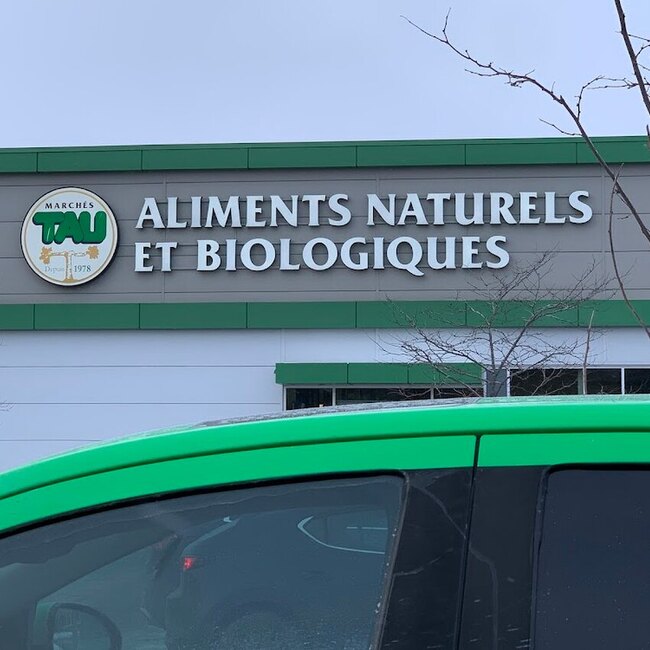 MARCHÉS
TAU
Depuis 1978
ALIMENTS NATURELS
ET BIOLOGIQUES